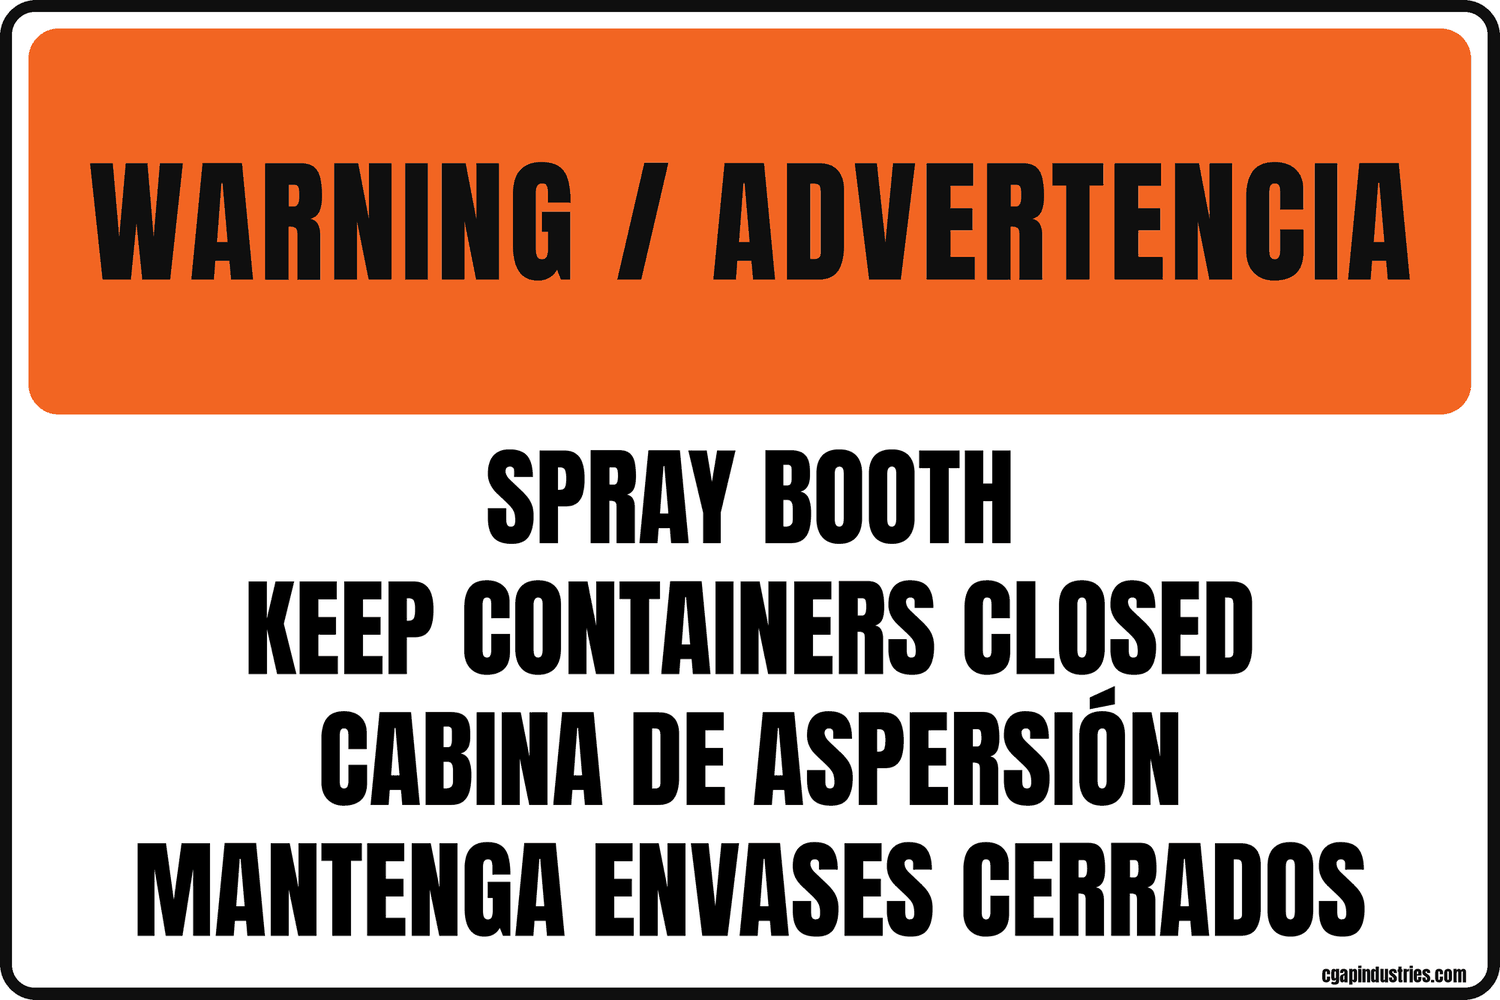 WARNING / ADVERTENCIA
SPRAY BOOTH
KEEP CONTAINERS CLOSED
CABINA DE ASPERSIÓN
MANTENGA ENVASES CERRADOS
cgapindustries.com